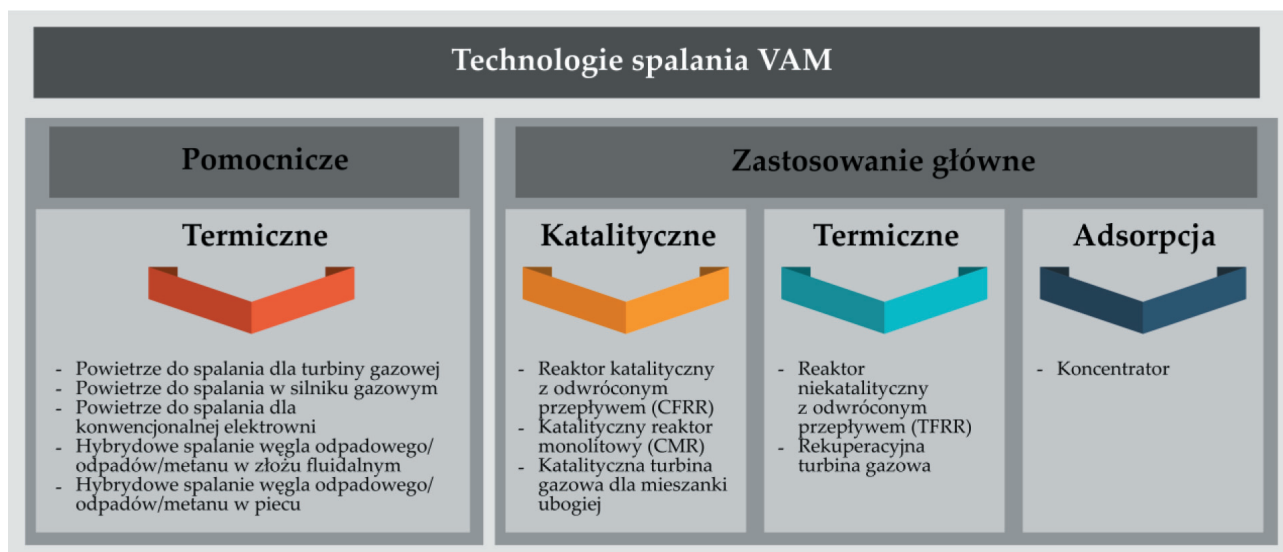 Technologie spalania VAM
Pomocnicze
Termiczne
- Powietrze do spalania dla turbiny gazowej
- Powietrze do spalania w silniku gazowym
- Powietrze do spalania dla
konwencjonalnej elektrowni
- Hybrydowe spalanie węgla odpadowego/
odpadów/metanu w złożu fluidalnym
- Hybrydowe spalanie węgla odpadowego/
odpadów/metanu w piecu
Zastosowanie główne
Katalityczne
- Reaktor katalityczny
z odwróconym
przepływem (CFRR)
- Katalityczny reaktor
monolitowy (CMR)
- Katalityczna turbina
gazowa dla mieszanki
ubogiej
Termiczne
- Reaktor
niekatalityczny
z odwróconym
przepływem (TFRR)
- Rekuperacyjna
turbina gazowa
Adsorpcja
- Koncentrator